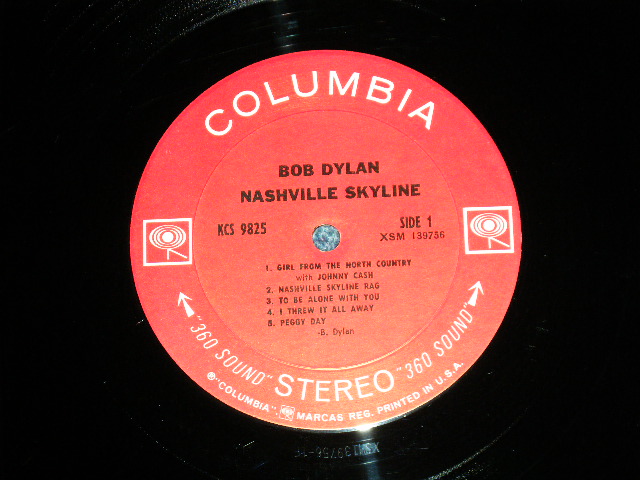 COLUMBIA
BOB DYLAN
NASHVILLE SKYLINE
KCS 9825
SIDE 1
XSM 139756
1. GIRL FROM THE NORTH COUNTRY
with JOHNNY CASH
2. NASHVILLE SKYLINE RAG
3. TO BE ALONE WITH YOU
4. I THREW IT ALL AWAY
5. PEGGY DAY
-B. Dylan
"360 SOUND" STEREO "360 SOUND"
℗ "COLUMBIA", MARCAS REG. PRINTED IN U.S.A.